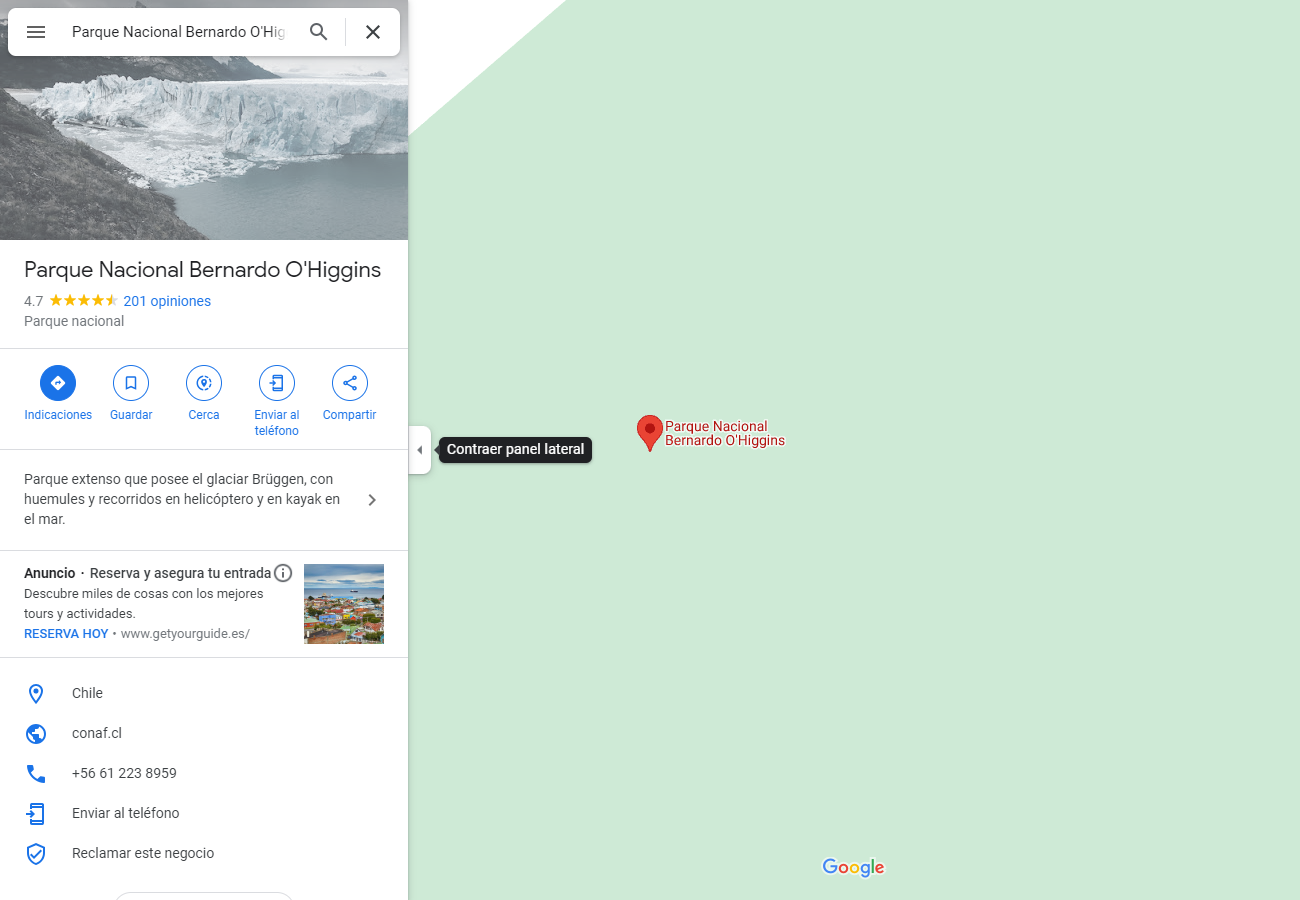 Parque Nacional Bernardo O'Hig
Parque Nacional Bernardo O'Higgins
4.7 201 opiniones
Parque nacional
Indicaciones
Guardar
Cerca
Enviar al
teléfono
Compartir
Parque extenso que posee el glaciar Brüggen, con
huemules y recorridos en helicóptero y en kayak en
el mar.
Anuncio · Reserva y asegura tu entrada
Descubre miles de cosas con los mejores
tours y actividades.
RESERVA HOY • www.getyourguide.es/
Chile
conaf.cl
+56 61 223 8959
Enviar al teléfono
Reclamar este negocio
Contraer panel lateral
Parque Nacional
Bernardo O'Higgins
Google